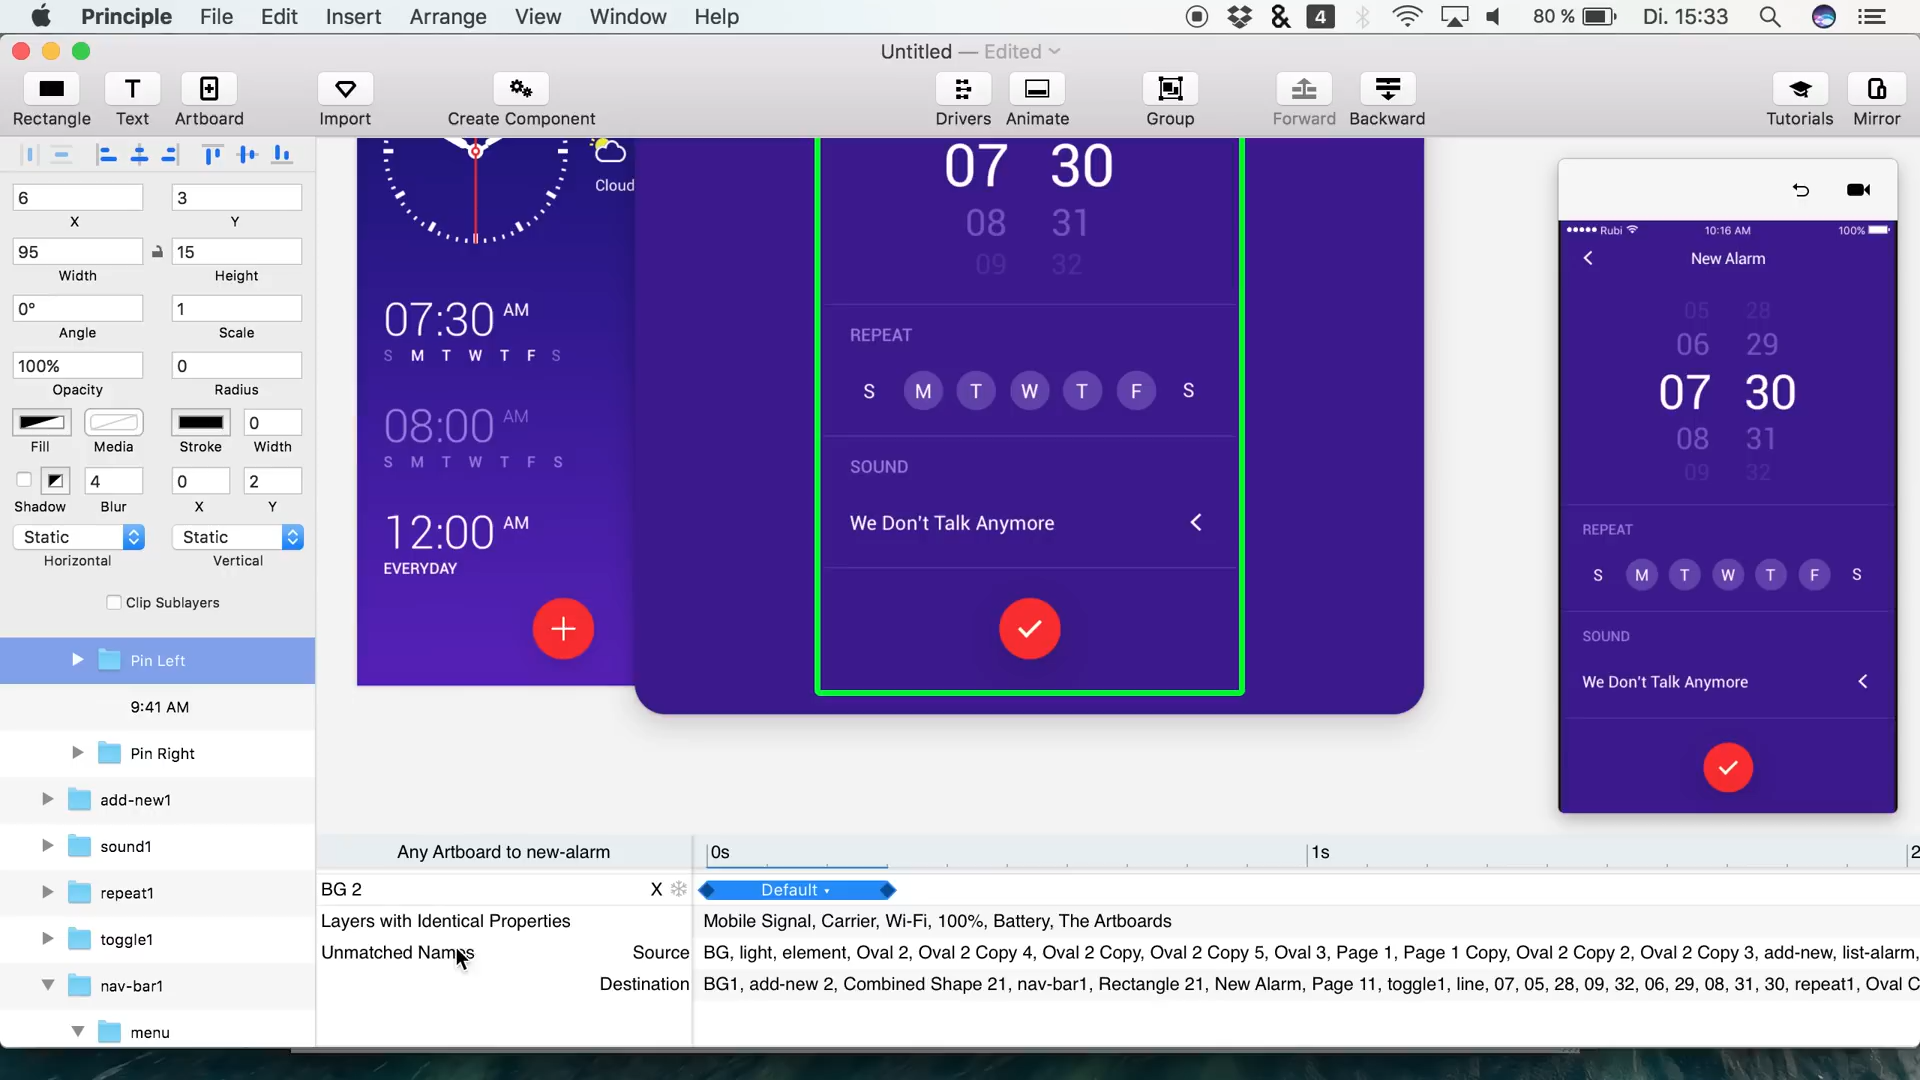 Principle File Edit Insert Arrange View Window Help
4 80 % Di. 15:33
Untitled — Edited
Rectangle Text Artboard Import Create Component Drivers Animate Group Forward Backward Tutorials Mirror
6 3
X Y
95 15
Width Height
0° 1
Angle Scale
100% 0
Opacity Radius
0
Fill Media Stroke Width
4 0 2
Shadow Blur X Y
Static Static
Horizontal Vertical
Clip Sublayers
Pin Left
9:41 AM
Pin Right
add-new1
sound1
repeat1
toggle1
nav-bar1
menu
Cloud
07:30 AM
S M T W T F S
08:00 AM
S M T W T F S
12:00 AM
EVERYDAY
07 30
08 31
09 32
REPEAT
S M T W T F S
SOUND
We Don't Talk Anymore
Rubi 10:16 AM 100%
New Alarm
05 28
06 29
07 30
08 31
09 32
REPEAT
S M T W T F S
SOUND
We Don't Talk Anymore
Any Artboard to new-alarm 0s 1s 2
BG 2 X Default
Layers with Identical Properties Mobile Signal, Carrier, Wi-Fi, 100%, Battery, The Artboards
Unmatched Names Source BG, light, element, Oval 2, Oval 2 Copy 4, Oval 2 Copy, Oval 2 Copy 5, Oval 3, Page 1, Page 1 Copy, Oval 2 Copy 2, Oval 2 Copy 3, add-new, list-alarm,
Destination BG1, add-new 2, Combined Shape 21, nav-bar1, Rectangle 21, New Alarm, Page 11, toggle1, line, 07, 05, 28, 09, 32, 06, 29, 08, 31, 30, repeat1, Oval C